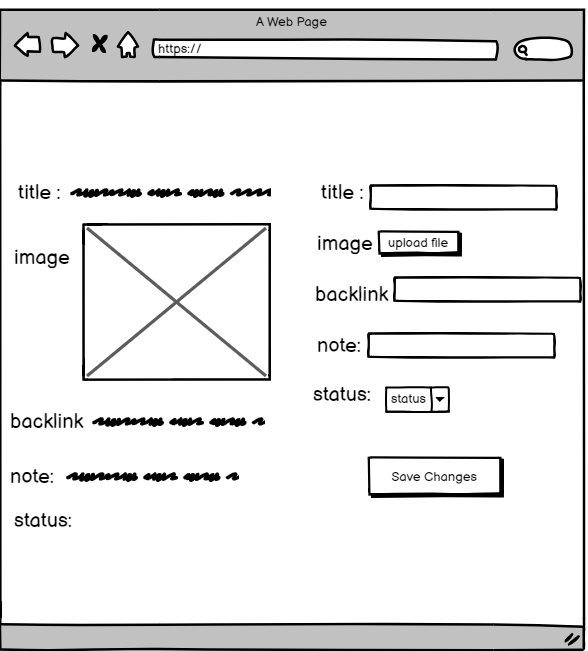 A Web Page
https://
title :
image
backlink
note:
status:
title :
image
upload file
backlink
note:
status:
status
Save Changes